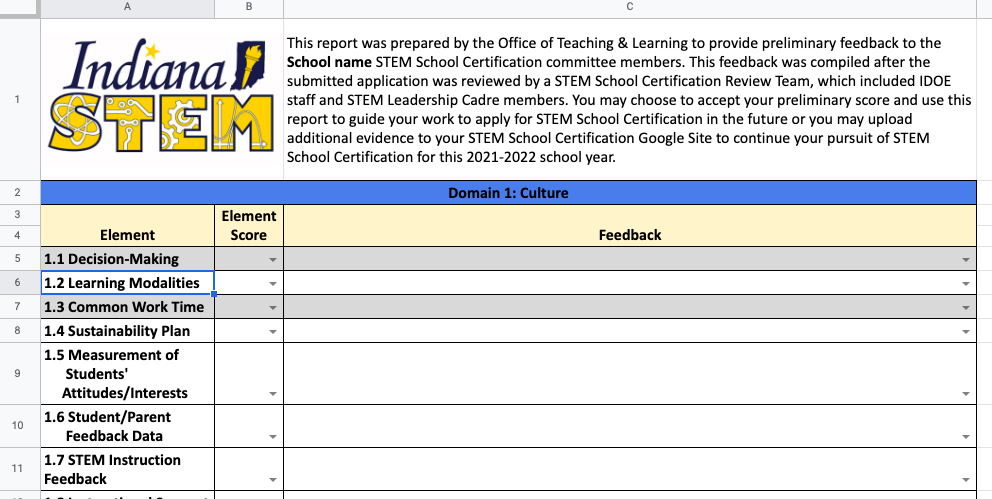 A B C
1
Indiana
STEM
This report was prepared by the Office of Teaching & Learning to provide preliminary feedback to the
School name STEM School Certification committee members. This feedback was compiled after the
submitted application was reviewed by a STEM School Certification Review Team, which included IDOE
staff and STEM Leadership Cadre members. You may choose to accept your preliminary score and use this
report to guide your work to apply for STEM School Certification in the future or you may upload
additional evidence to your STEM School Certification Google Site to continue your pursuit of STEM
School Certification for this 2021-2022 school year.
2 Domain 1: Culture
3 Element
4 Element Score Feedback
5 1.1 Decision-Making
6 1.2 Learning Modalities
7 1.3 Common Work Time
8 1.4 Sustainability Plan
1.5 Measurement of
9 Students'
Attitudes/Interests
1.6 Student/Parent
10 Feedback Data
1.7 STEM Instruction
11 Feedback